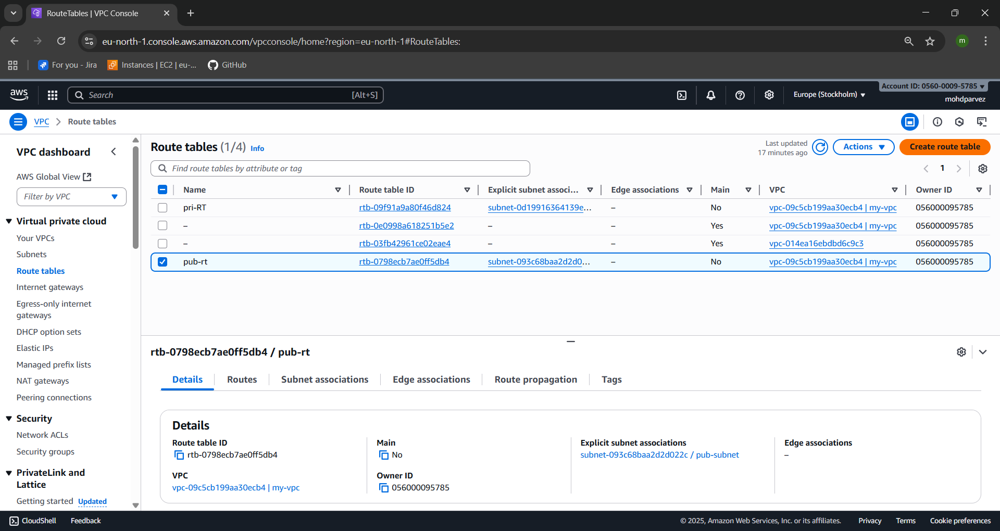 RouteTables | VPC Console
eu-north-1.console.aws.amazon.com/vpcconsole/home?region=eu-north-1#RouteTables:
m
For you - Jira
Instances | EC2 | eu-...
GitHub
aws
Search
[Alt+S]
Europe (Stockholm)
Account ID: 0560-0009-5785
mohdparvez
VPC
Route tables
VPC dashboard
AWS Global View
Filter by VPC
Virtual private cloud
Your VPCs
Subnets
Route tables
Internet gateways
Egress-only internet
gateways
DHCP option sets
Elastic IPs
Managed prefix lists
NAT gateways
Peering connections
Security
Network ACLs
Security groups
PrivateLink and
Lattice
Getting started Updated
Route tables (1/4) Info
Last updated
17 minutes ago
Actions
Create route table
Find route tables by attribute or tag
1
Name Route table ID Explicit subnet associ... Edge associations Main VPC Owner ID
pri-RT rtb-09f91a9a80f46d824 subnet-0d19916364139e... – No vpc-09c5cb199aa30ecb4 | my-vpc 056000095785
– rtb-0e0998a618251b5e2 – – Yes vpc-09c5cb199aa30ecb4 | my-vpc 056000095785
– rtb-03fb42961ce02eae4 – – Yes vpc-014ea16ebdbd6c9c3 056000095785
pub-rt rtb-0798ecb7ae0ff5db4 subnet-093c68baa2d2d0... – No vpc-09c5cb199aa30ecb4 | my-vpc 056000095785
rtb-0798ecb7ae0ff5db4 / pub-rt
Details Routes Subnet associations Edge associations Route propagation Tags
Details
Route table ID
rtb-0798ecb7ae0ff5db4
Main
No
Explicit subnet associations
subnet-093c68baa2d2d022c / pub-subnet
Edge associations
–
VPC
vpc-09c5cb199aa30ecb4 | my-vpc
Owner ID
056000095785
CloudShell Feedback © 2025, Amazon Web Services, Inc. or its affiliates. Privacy Terms Cookie preferences